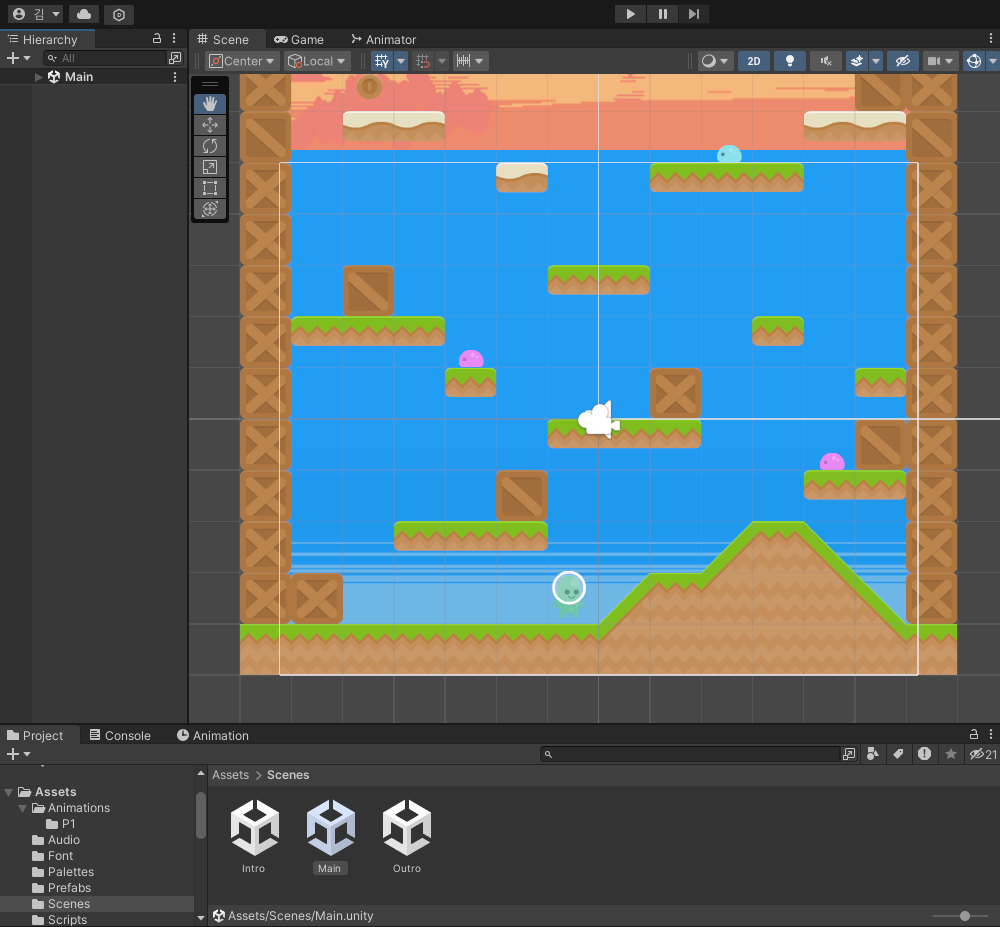 김
Hierarchy
All
Main
Scene
Game
Animator
Center
Local
2D
Project
Console
Animation
21
Assets > Scenes
Assets
Animations
P1
Audio
Font
Palettes
Prefabs
Scenes
Scripts
Intro
Main
Outro
Assets/Scenes/Main.unity